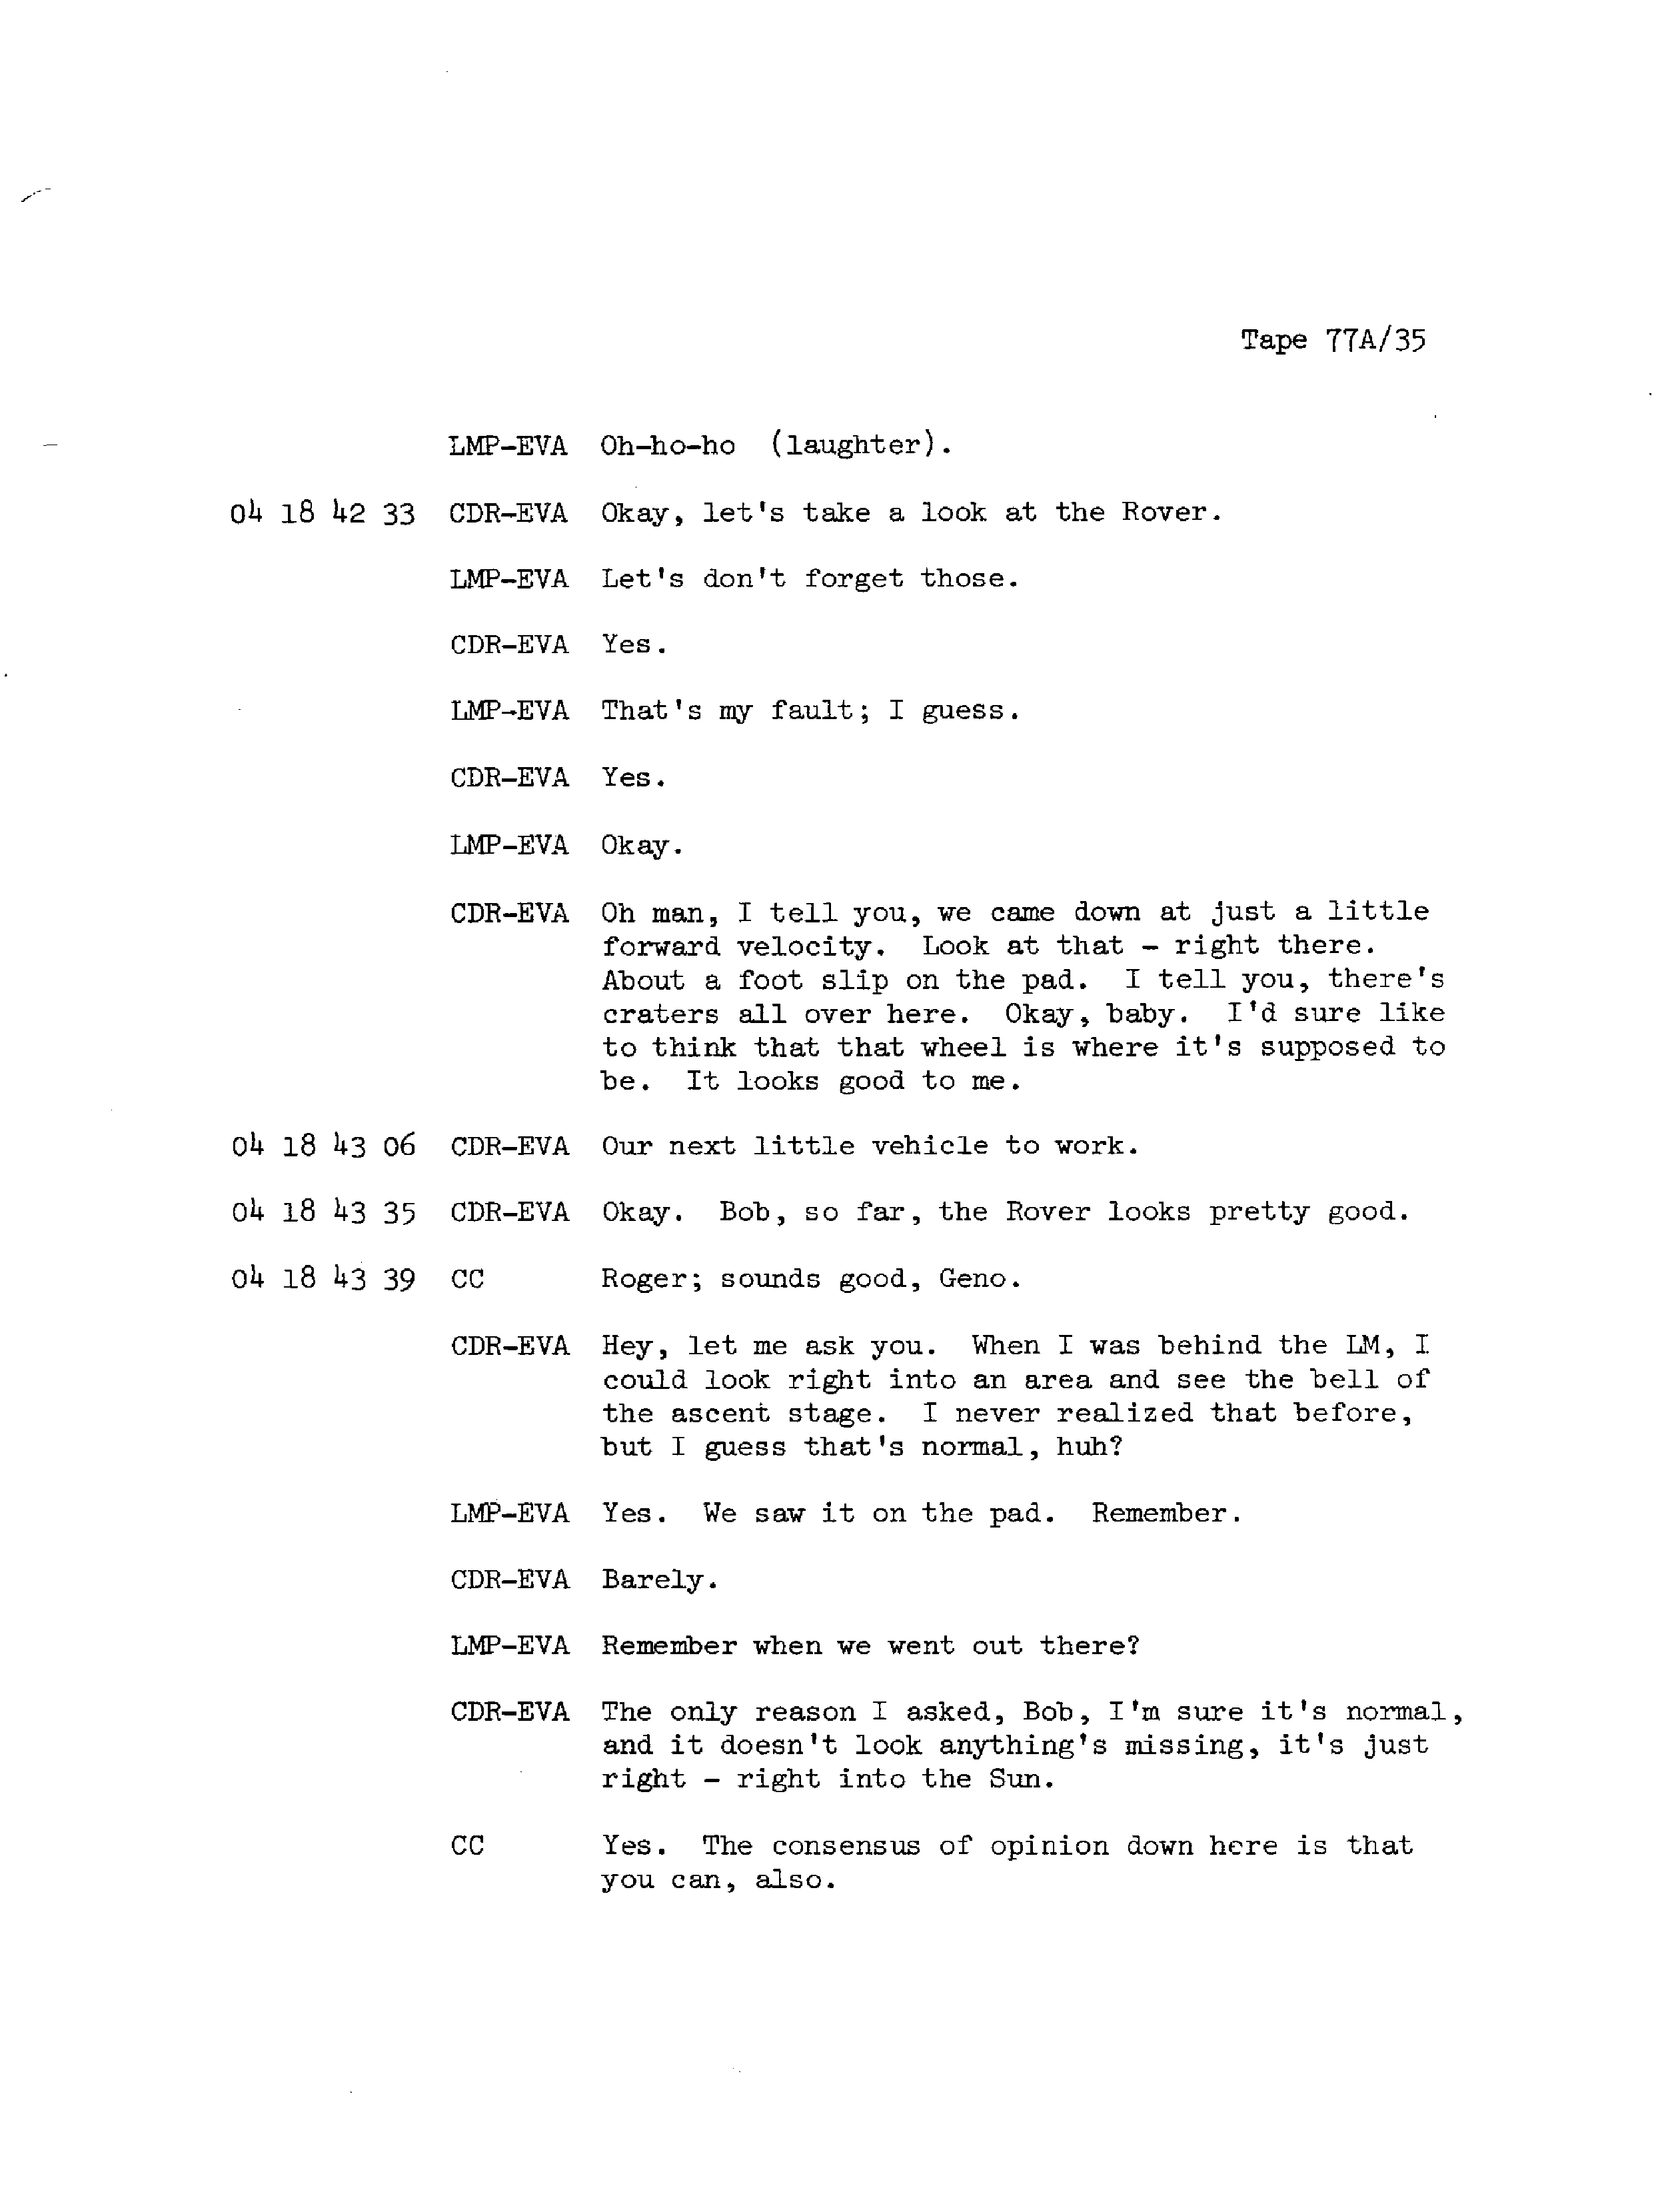 Tape 77A/35
LMP-EVA Oh-ho-ho (laughter).
04 18 42 33 CDR-EVA Okay, let's take a look at the Rover.
LMP-EVA Let's don't forget those.
CDR-EVA Yes.
LMP-EVA That's my fault; I guess.
CDR-EVA Yes.
LMP-EVA Okay.
CDR-EVA Oh man, I tell you, we came down at just a little
forward velocity. Look at that - right there.
About a foot slip on the pad. I tell you, there's
craters all over here. Okay, baby. I'd sure like
to think that that wheel is where it's supposed to
be. It looks good to me.
04 18 43 06 CDR-EVA Our next little vehicle to work.
04 18 43 35 CDR-EVA Okay. Bob, so far, the Rover looks pretty good.
04 18 43 39 CC Roger; sounds good, Geno.
CDR-EVA Hey, let me ask you. When I was behind the LM, I
could look right into an area and see the bell of
the ascent stage. I never realized that before,
but I guess that's normal, huh?
LMP-EVA Yes. We saw it on the pad. Remember.
CDR-EVA Barely.
LMP-EVA Remember when we went out there?
CDR-EVA The only reason I asked, Bob, I'm sure it's normal,
and it doesn't look anything's missing, it's just
right - right into the Sun.
CC Yes. The consensus of opinion down here is that
you can, also.